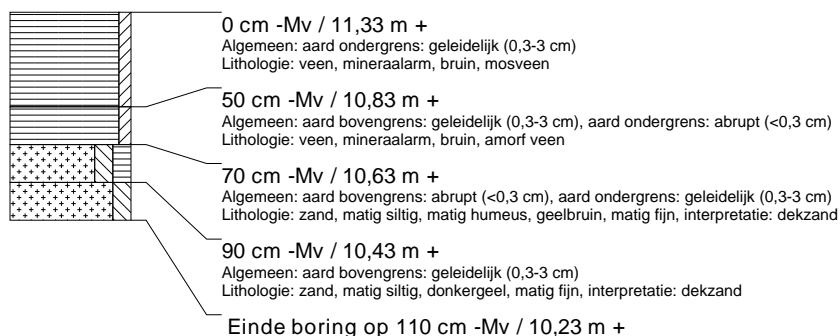 0 cm -Mv / 11,33 m +
Algemeen: aard ondergrens: geleidelijk (0,3-3 cm)
Lithologie: veen, mineraalarm, bruin, mosveen
50 cm -Mv / 10,83 m +
Algemeen: aard bovengrens: geleidelijk (0,3-3 cm), aard ondergrens: abrupt (<0,3 cm)
Lithologie: veen, mineraalarm, bruin, amorf veen
70 cm -Mv / 10,63 m +
Algemeen: aard bovengrens: abrupt (<0,3 cm), aard ondergrens: geleidelijk (0,3-3 cm)
Lithologie: zand, matig siltig, matig humeus, geelbruin, matig fijn, interpretatie: dekzand
90 cm -Mv / 10,43 m +
Algemeen: aard bovengrens: geleidelijk (0,3-3 cm)
Lithologie: zand, matig siltig, donkergeel, matig fijn, interpretatie: dekzand
Einde boring op 110 cm -Mv / 10,23 m +